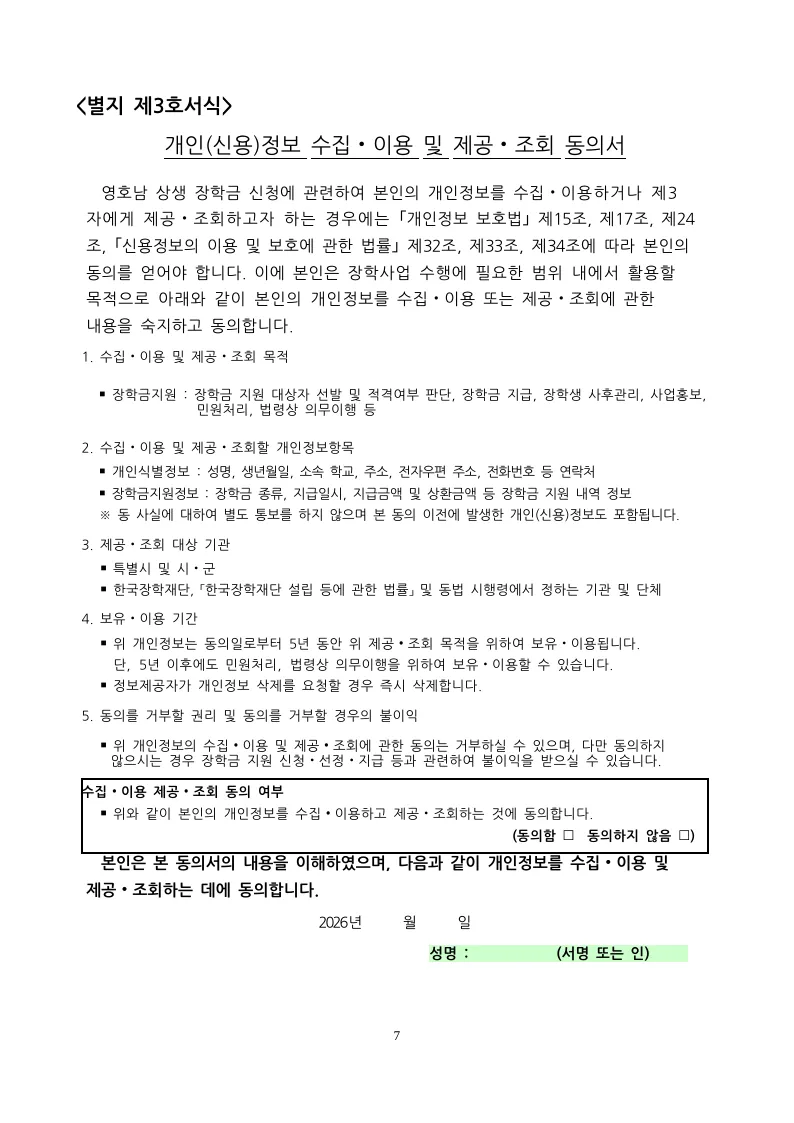 <별지 제3호서식>
개인(신용)정보 수집•이용 및 제공•조회 동의서
영호남 상생 장학금 신청에 관련하여 본인의 개인정보를 수집•이용하거나 제3
자에게 제공•조회하고자 하는 경우에는 「개인정보 보호법」 제15조, 제17조, 제24
조, 「신용정보의 이용 및 보호에 관한 법률」 제32조, 제33조, 제34조에 따라 본인의
동의를 얻어야 합니다. 이에 본인은 장학사업 수행에 필요한 범위 내에서 활용할
목적으로 아래와 같이 본인의 개인정보를 수집•이용 또는 제공•조회에 관한
내용을 숙지하고 동의합니다.
1. 수집•이용 및 제공•조회 목적
▪ 장학금지원 : 장학금 지원 대상자 선발 및 적격여부 판단, 장학금 지급, 장학생 사후관리, 사업홍보,
민원처리, 법령상 의무이행 등
2. 수집•이용 및 제공•조회할 개인정보항목
▪ 개인식별정보 : 성명, 생년월일, 소속 학교, 주소, 전자우편 주소, 전화번호 등 연락처
▪ 장학금지원정보 : 장학금 종류, 지급일시, 지급금액 및 상환금액 등 장학금 지원 내역 정보
※ 동 사실에 대하여 별도 통보를 하지 않으며 본 동의 이전에 발생한 개인(신용)정보도 포함됩니다.
3. 제공•조회 대상 기관
▪ 특별시 및 시•군
▪ 한국장학재단, 「한국장학재단 설립 등에 관한 법률」 및 동법 시행령에서 정하는 기관 및 단체
4. 보유•이용 기간
▪ 위 개인정보는 동의일로부터 5년 동안 위 제공•조회 목적을 위하여 보유•이용됩니다.
단, 5년 이후에도 민원처리, 법령상 의무이행을 위하여 보유•이용할 수 있습니다.
▪ 정보제공자가 개인정보 삭제를 요청할 경우 즉시 삭제합니다.
5. 동의를 거부할 권리 및 동의를 거부할 경우의 불이익
▪ 위 개인정보의 수집•이용 및 제공•조회에 관한 동의는 거부하실 수 있으며, 다만 동의하지
않으시는 경우 장학금 지원 신청•선정•지급 등과 관련하여 불이익을 받으실 수 있습니다.
수집•이용 제공•조회 동의 여부
▪ 위와 같이 본인의 개인정보를 수집•이용하고 제공•조회하는 것에 동의합니다.
(동의함 □ 동의하지 않음 □)
본인은 본 동의서의 내용을 이해하였으며, 다음과 같이 개인정보를 수집•이용 및
제공•조회하는 데에 동의합니다.
2026년 월 일
성명 : (서명 또는 인)
7